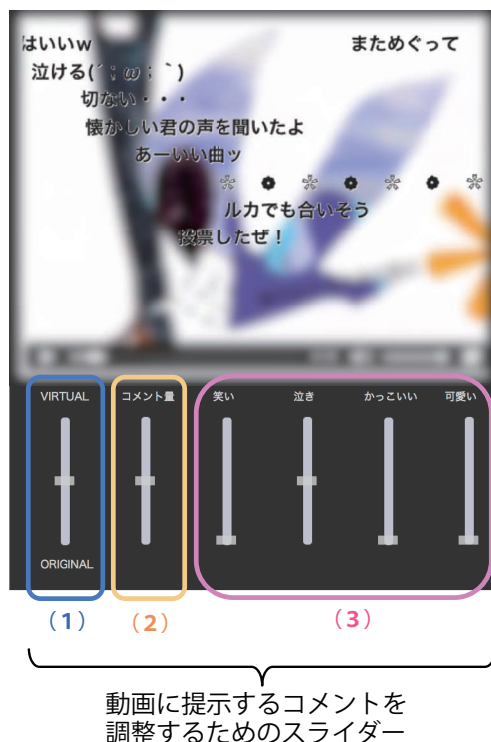 はいいw
まためぐって
泣ける(´；ω；｀)
切ない・・・
懐かしい君の声を聞いたよ
あーいい曲ッ
❊ ❁ ❊ ❁ ❊ ❁ ❊
ルカでも合いそう
投票したぜ！
VIRTUAL
コメント量
笑い
泣き
かっこいい
可愛い
ORIGINAL
（1）
（2）
（3）
動画に提示するコメントを
調整するためのスライダー